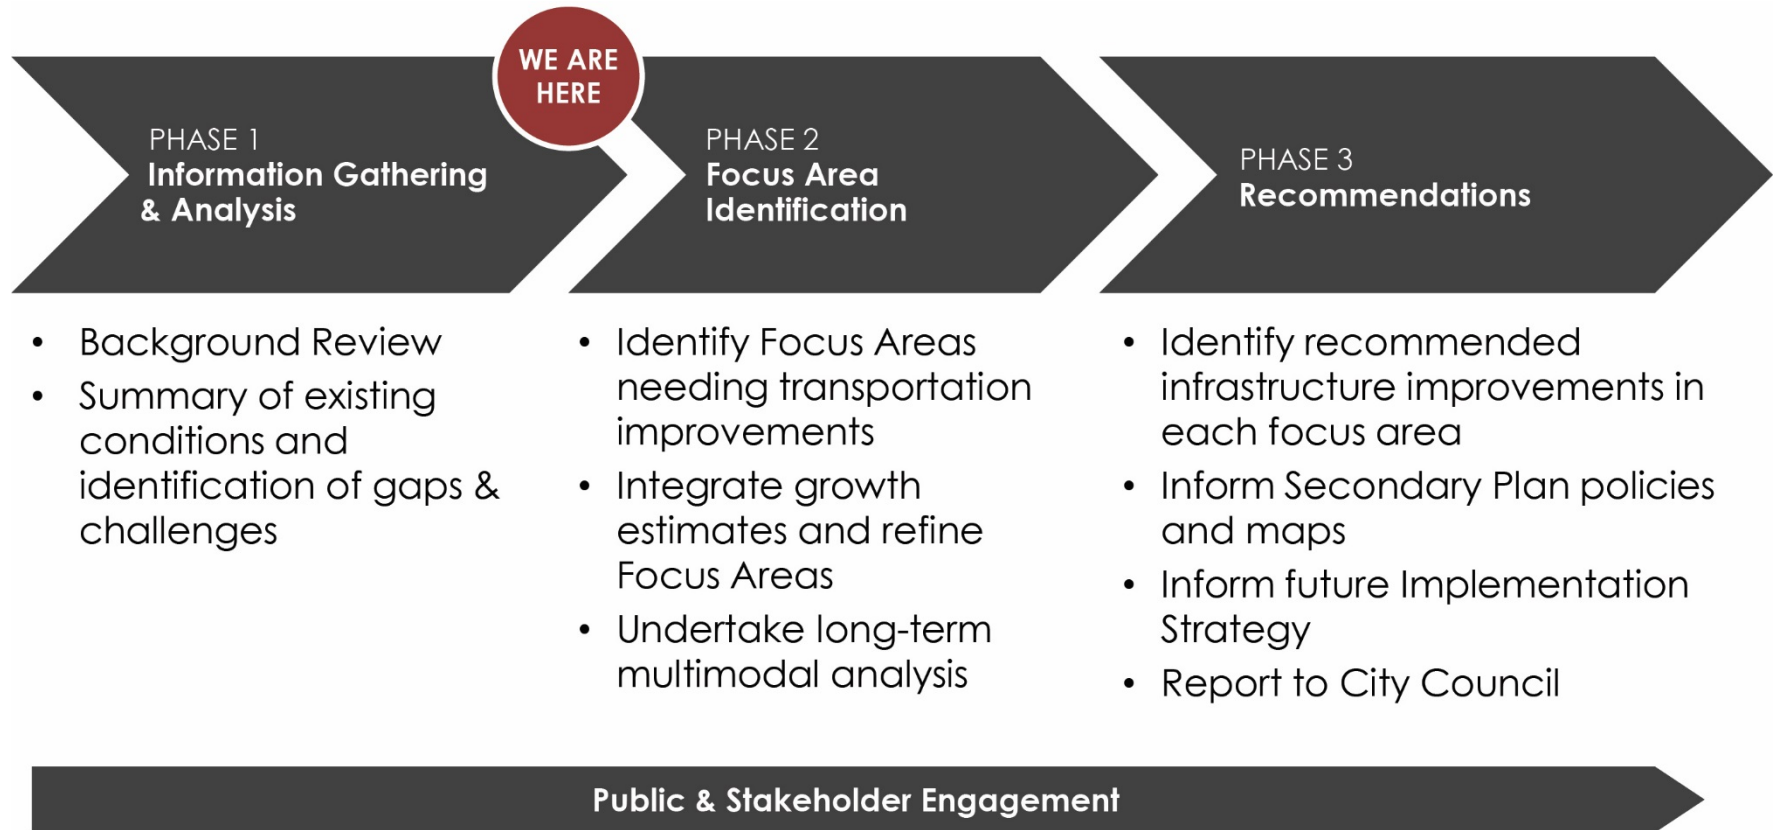 WE ARE
HERE
PHASE 1
Information Gathering
& Analysis
PHASE 2
Focus Area
Identification
PHASE 3
Recommendations
• Background Review
• Summary of existing
conditions and
identification of gaps &
challenges
• Identify Focus Areas
needing transportation
improvements
• Integrate growth
estimates and refine
Focus Areas
• Undertake long-term
multimodal analysis
• Identify recommended
infrastructure improvements in
each focus area
• Inform Secondary Plan policies
and maps
• Inform future Implementation
Strategy
• Report to City Council
Public & Stakeholder Engagement